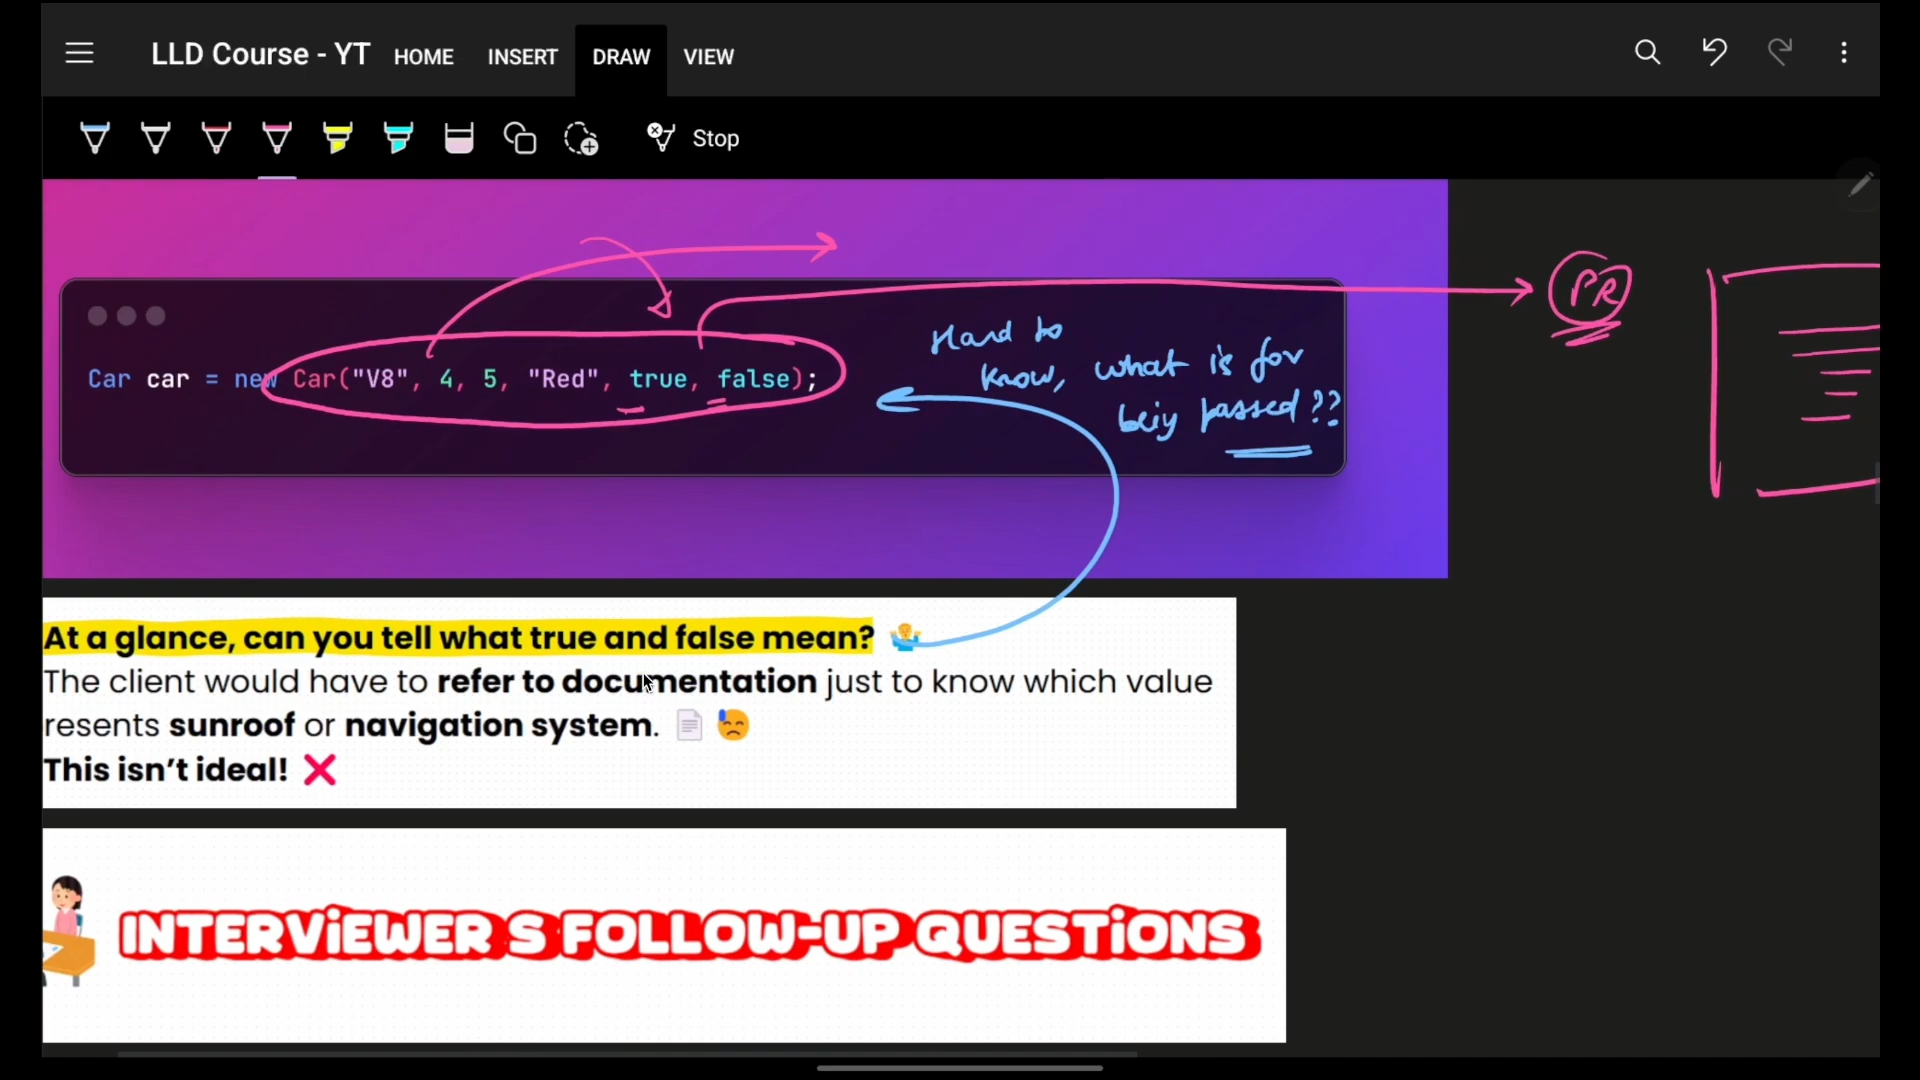 LLD Course - YT HOME INSERT DRAW VIEW
Stop
PR
Hard to
know, what is for
Car car = new Car("V8", 4, 5, "Red", true, false);
being passed??
At a glance, can you tell what true and false mean? 🤷
The client would have to refer to documentation just to know which value
resents sunroof or navigation system. 📄 😓
This isn't ideal! ❌
INTERVIEWER S FOLLOW-UP QUESTIONS